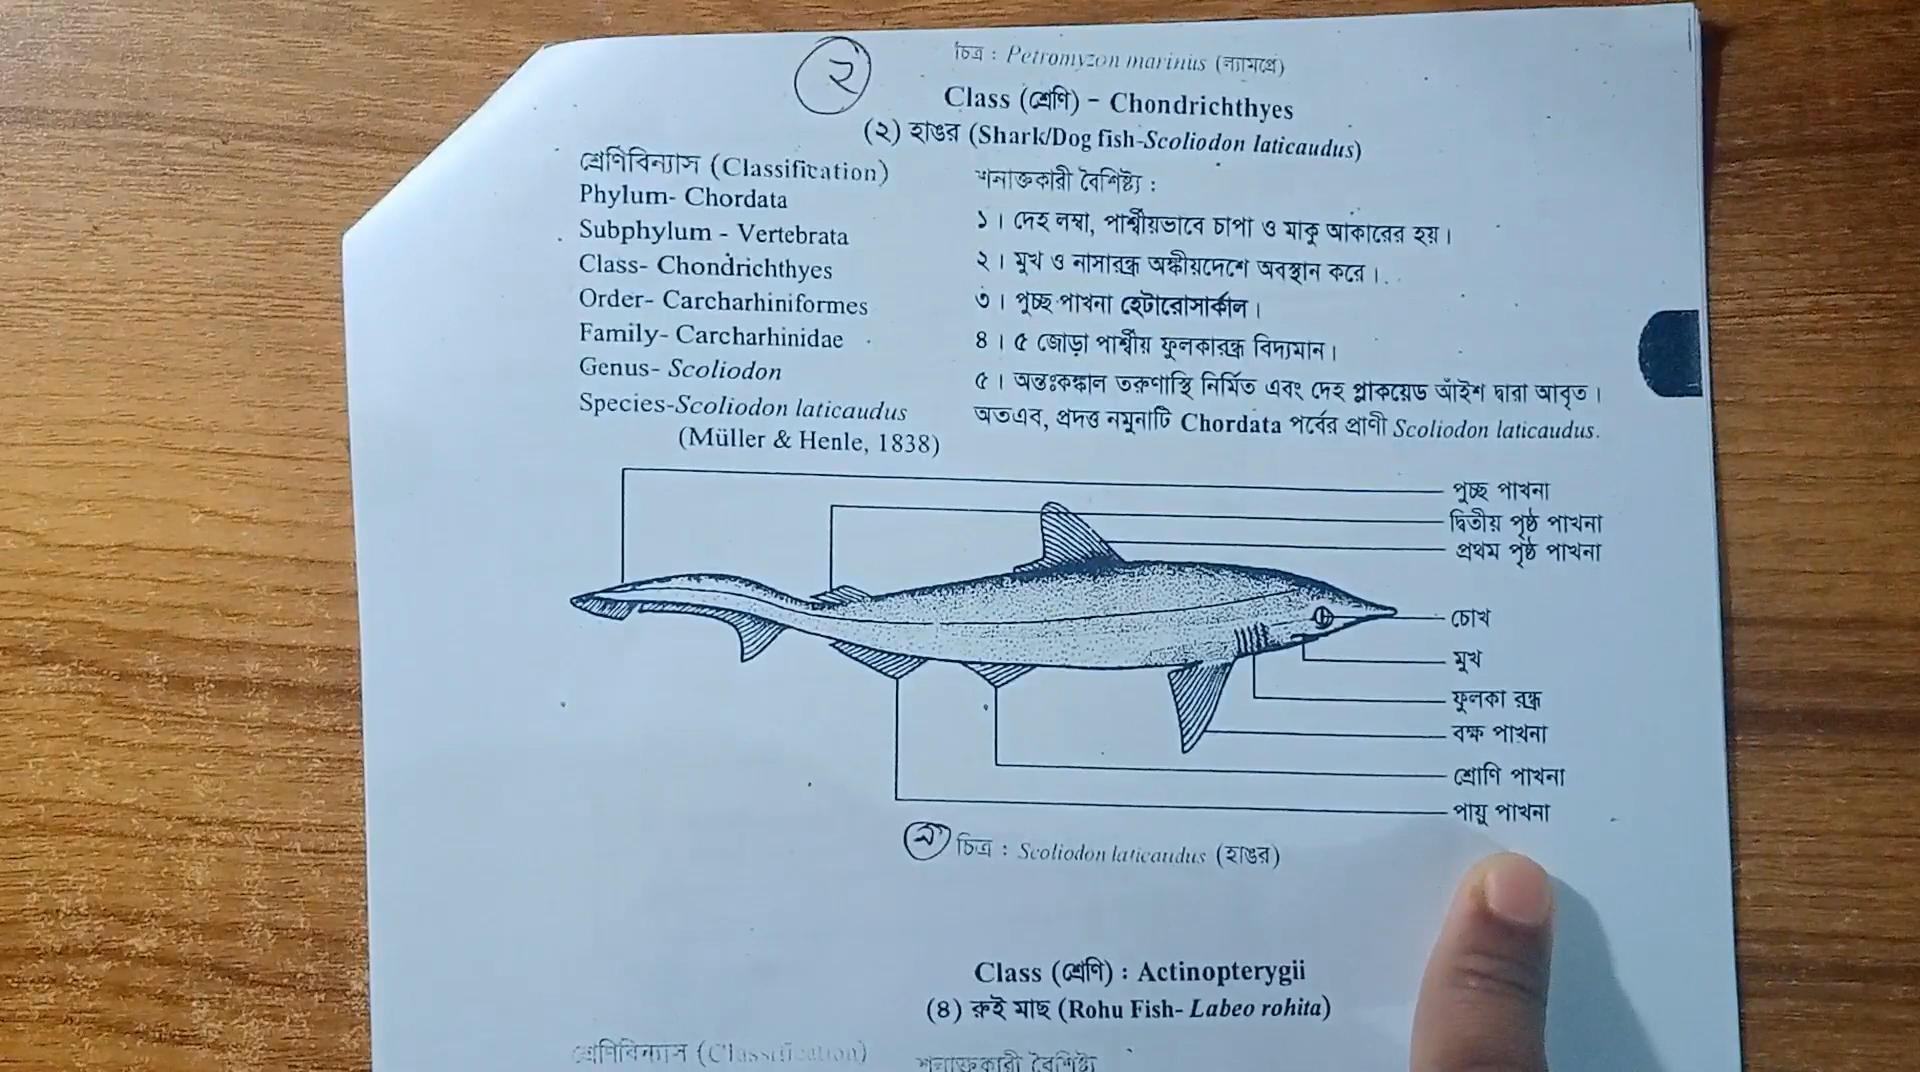 ২
চিত্র : Petromyzon marinus (ল্যামপ্রে)
Class (শ্রেণি) - Chondrichthyes
(২) হাঙর (Shark/Dog fish-Scoliodon laticaudus)
শ্রেণিবিন্যাস (Classification)
Phylum- Chordata
Subphylum - Vertebrata
Class- Chondrichthyes
Order- Carcharhiniformes
Family- Carcharhinidae
Genus- Scoliodon
Species-Scoliodon laticaudus
(Müller & Henle, 1838)
শনাক্তকারী বৈশিষ্ট্য :
১। দেহ লম্বা, পার্শ্বীয়ভাবে চাপা ও মাকু আকারের হয়।
২। মুখ ও নাসারন্ধ্র অঙ্কীয়দেশে অবস্থান করে।
৩। পুচ্ছ পাখনা হেটারোসার্কাল।
৪। ৫ জোড়া পার্শ্বীয় ফুলকারন্ধ্র বিদ্যমান।
৫। অন্তঃকঙ্কাল তরুণাস্থি নির্মিত এবং দেহ প্লাকয়েড আঁইশ দ্বারা আবৃত।
অতএব, প্রদত্ত নমুনাটি Chordata পর্বের প্রাণী Scoliodon laticaudus.
পুচ্ছ পাখনা
দ্বিতীয় পৃষ্ঠ পাখনা
প্রথম পৃষ্ঠ পাখনা
চোখ
মুখ
ফুলকা রন্ধ্র
বক্ষ পাখনা
শ্রোণি পাখনা
পায়ু পাখনা
চিত্র : Scoliodon laticaudus (হাঙর)
Class (শ্রেণি) : Actinopterygii
(৪) রুই মাছ (Rohu Fish- Labeo rohita)
শ্রেণিবিন্যাস (Classification)
শনাক্তকারী বৈশিষ্ট্য